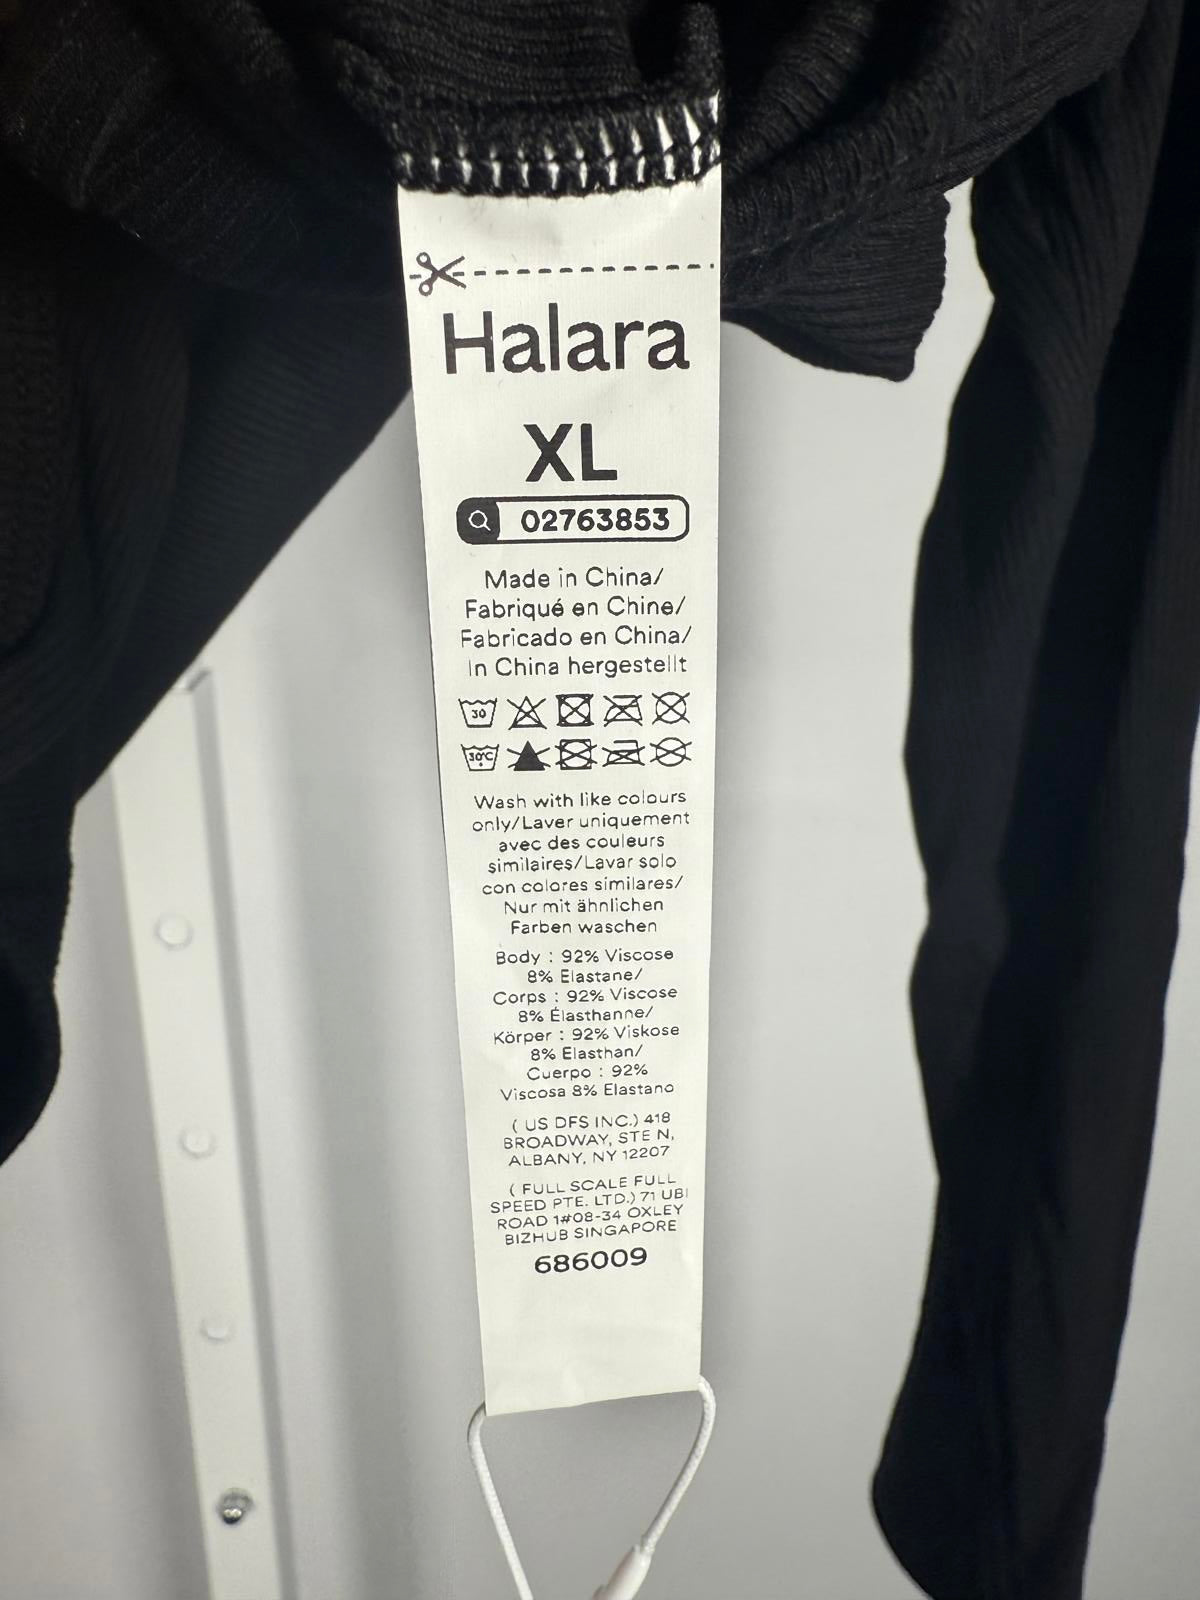 Halara
XL
02763853
Made in China/
Fabriqué en Chine/
Fabricado en China/
In China hergestellt
30
30°C
Wash with like colours
only/Laver uniquement
avec des couleurs
similaires/Lavar solo
con colores similares/
Nur mit ähnlichen
Farben waschen
Body : 92% Viscose
8% Elastane/
Corps : 92% Viscose
8% Élasthanne/
Körper : 92% Viskose
8% Elasthan/
Cuerpo : 92%
Viscosa 8% Elastano
( US DFS INC.) 418
BROADWAY, STE N,
ALBANY, NY 12207
( FULL SCALE FULL
SPEED PTE. LTD.) 71 UBI
ROAD 1#08-34 OXLEY
BIZHUB SINGAPORE
686009